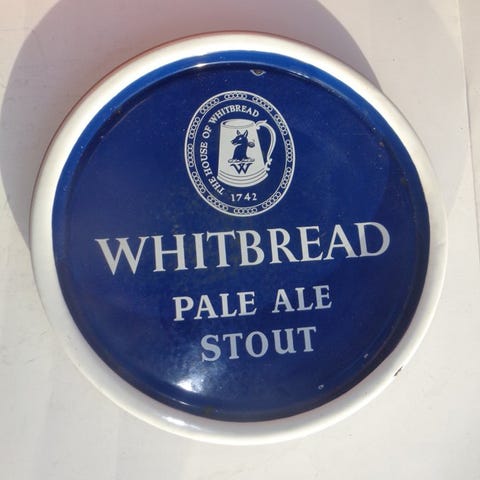 THE HOUSE OF WHITBREAD
W
1742
WHITBREAD
PALE ALE
STOUT